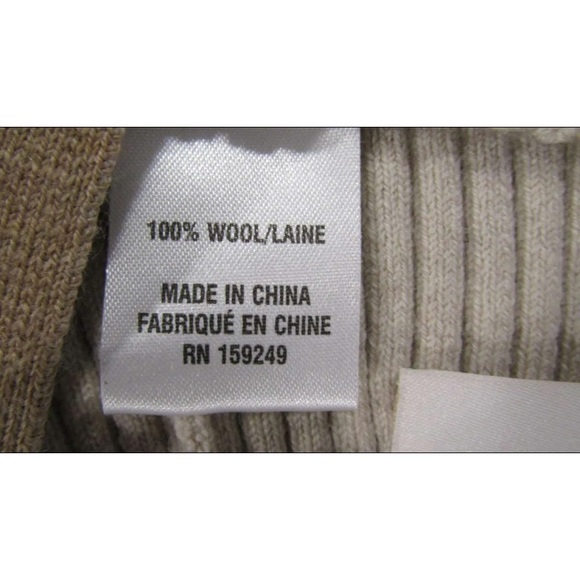 100% WOOL/LAINE
MADE IN CHINA
FABRIQUÉ EN CHINE
RN 159249